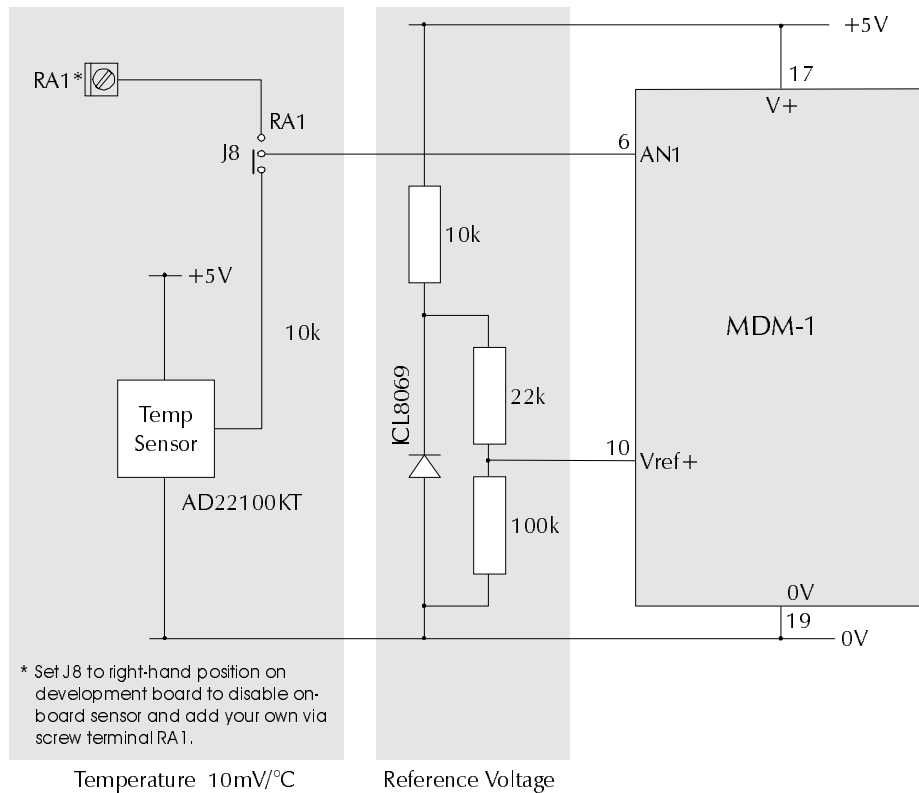 +5V
RA1*
17
V+
RA1
J8
6
AN1
10k
+5V
10k
MDM-1
ICL8069
Temp
Sensor
22k
10
Vref+
AD22100KT
100k
0V
19
0V
* Set J8 to right-hand position on
development board to disable on-
board sensor and add your own via
screw terminal RA1.
Temperature 10mV/°C
Reference Voltage